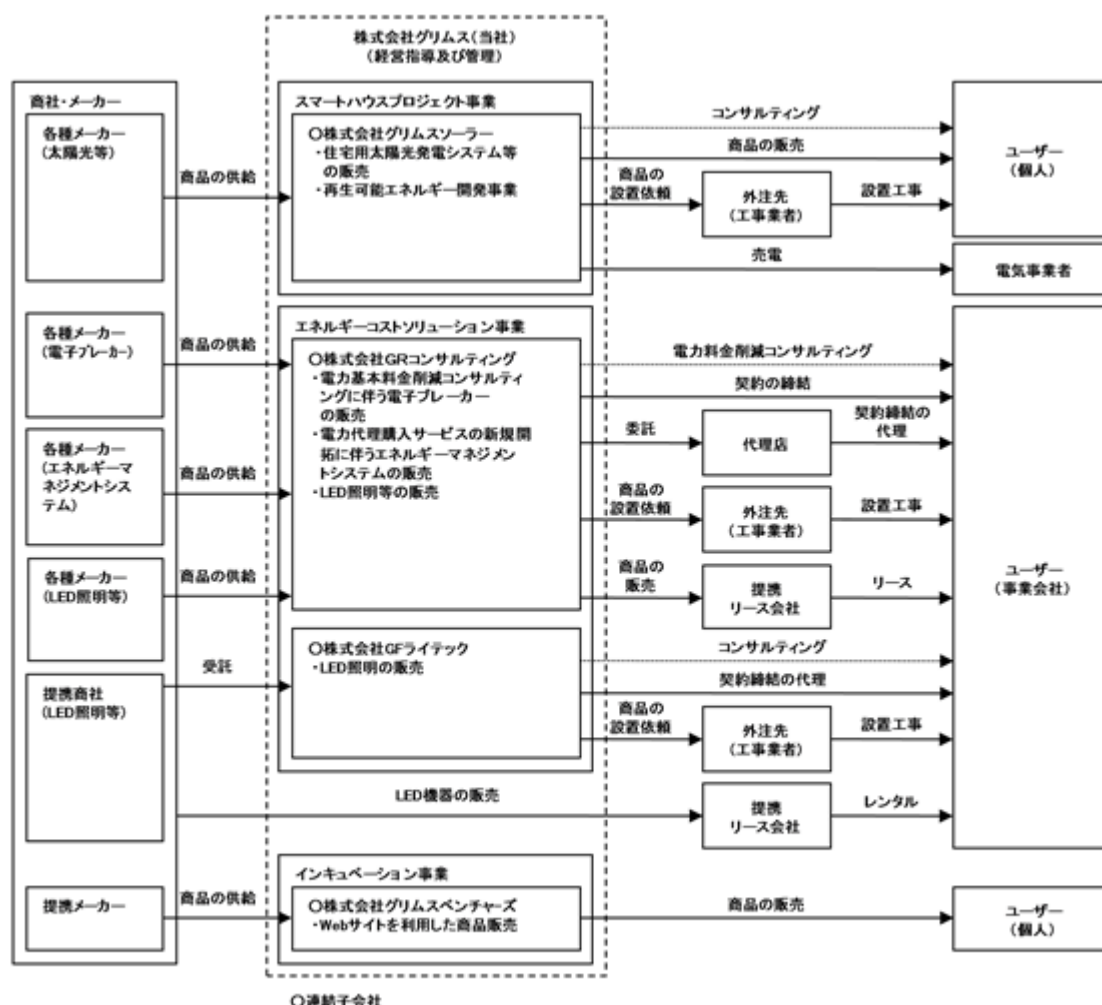 株式会社グリムス(当社)
(経営指導及び管理)
商社・メーカー
各種メーカー
(太陽光等)
商品の供給
スマートハウスプロジェクト事業
〇株式会社グリムスソーラー
・住宅用太陽光発電システム等
の販売
・再生可能エネルギー開発事業
コンサルティング
商品の販売
商品の
設置依頼
外注先
(工事業者)
設置工事
ユーザー
(個人)
売電
電気事業者
各種メーカー
(電子ブレーカー)
商品の供給
各種メーカー
(エネルギーマ
ネジメントシス
テム)
商品の供給
各種メーカー
(LED照明等)
商品の供給
エネルギーコストソリューション事業
〇株式会社GRコンサルティング
・電力基本料金削減コンサルティ
ングに伴う電子ブレーカー
の販売
・電力代理購入サービスの新規開
拓に伴うエネルギーマネジメン
トシステムの販売
・LED照明等の販売
電力料金削減コンサルティング
契約の締結
委託
代理店
契約締結の
代理
商品の
設置依頼
外注先
(工事業者)
設置工事
商品の
販売
提携
リース会社
リース
ユーザー
(事業会社)
提携商社
(LED照明等)
受託
〇株式会社GFライテック
・LED照明の販売
コンサルティング
契約締結の代理
商品の
設置依頼
外注先
(工事業者)
設置工事
LED機器の販売
提携
リース会社
レンタル
提携メーカー
商品の供給
インキュベーション事業
〇株式会社グリムスベンチャーズ
・Webサイトを利用した商品販売
商品の販売
ユーザー
(個人)
〇連結子会社